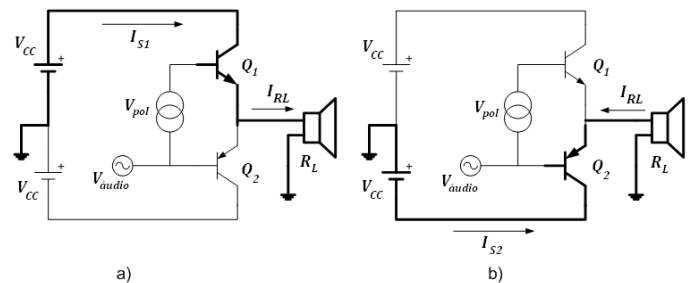 V_CC
+
I_S1
Q_1
V_pol
I_RL
V_CC
+
V_áudio
Q_2
R_L
a)
V_CC
+
Q_1
V_pol
I_RL
V_CC
+
V_áudio
Q_2
R_L
I_S2
b)